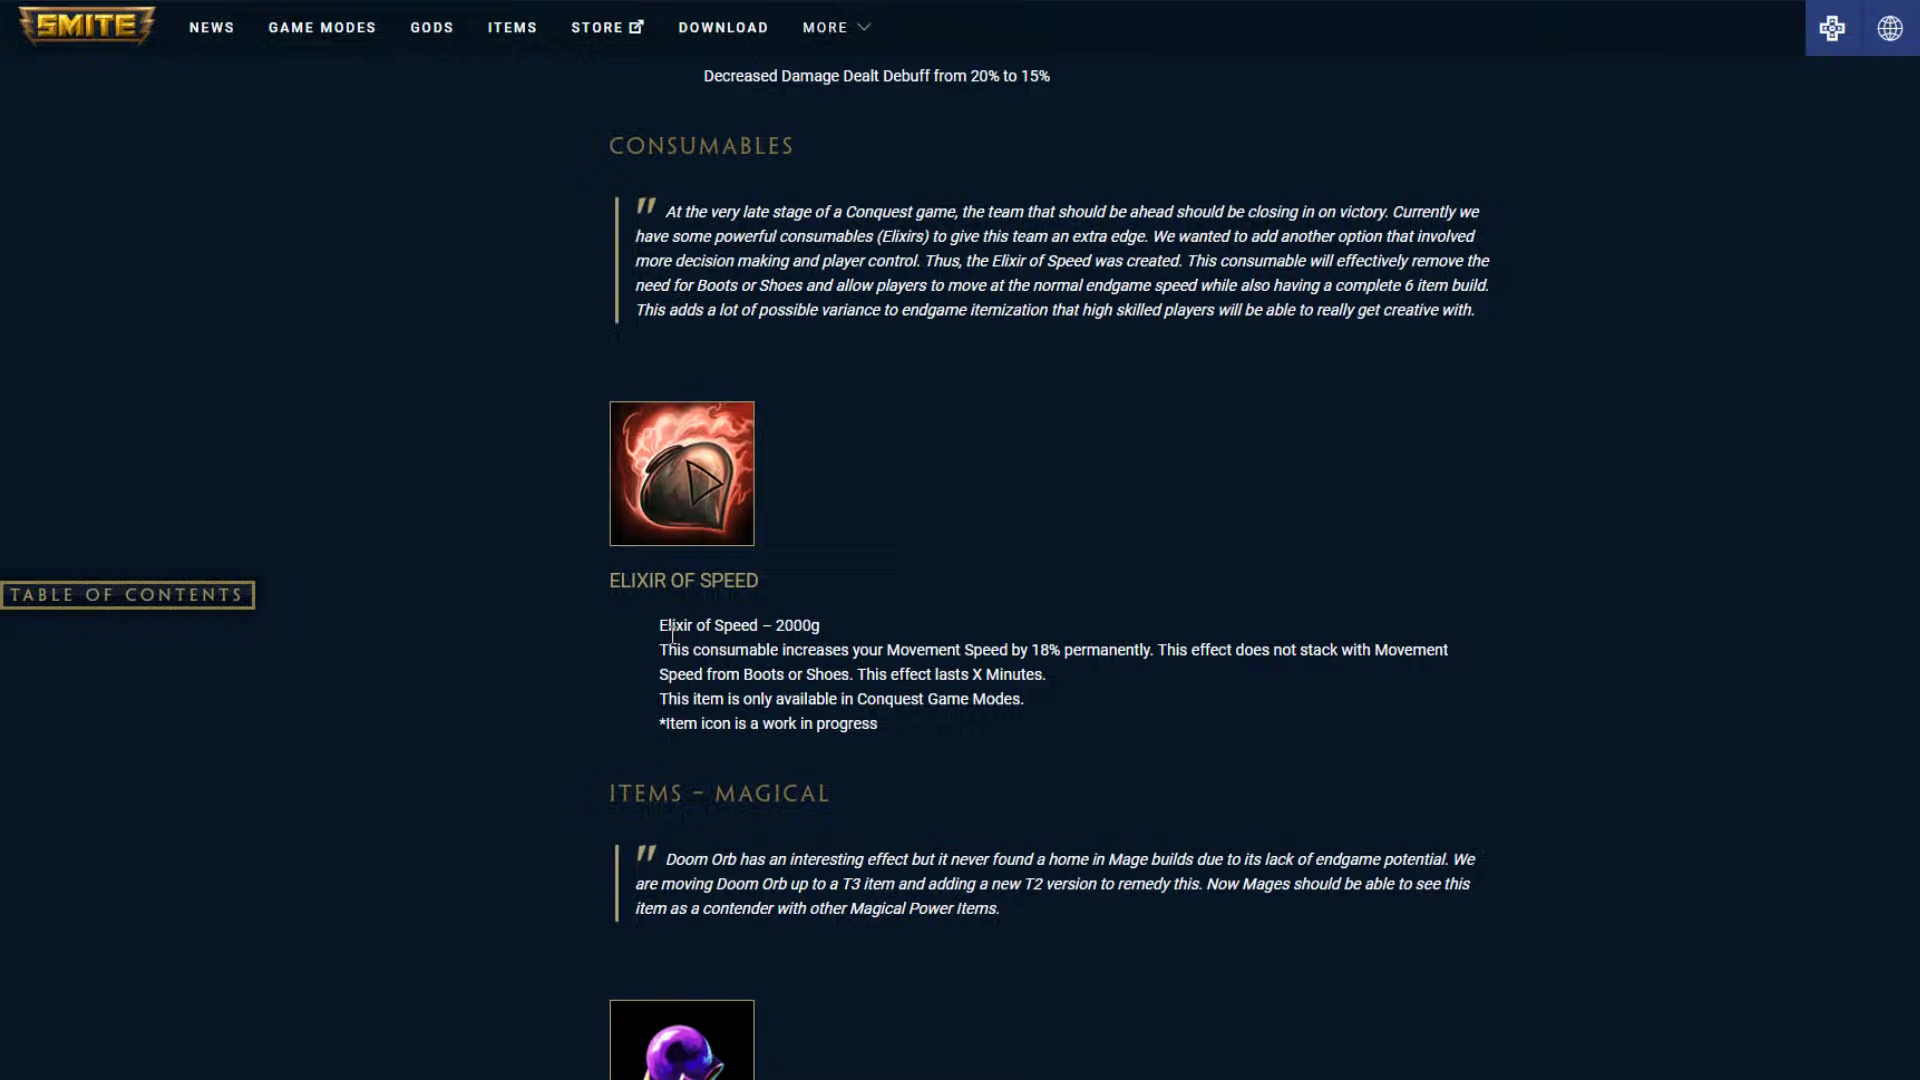 SMITE
NEWS GAME MODES GODS ITEMS STORE DOWNLOAD MORE
Decreased Damage Dealt Debuff from 20% to 15%
CONSUMABLES
" At the very late stage of a Conquest game, the team that should be ahead should be closing in on victory. Currently we
have some powerful consumables (Elixirs) to give this team an extra edge. We wanted to add another option that involved
more decision making and player control. Thus, the Elixir of Speed was created. This consumable will effectively remove the
need for Boots or Shoes and allow players to move at the normal endgame speed while also having a complete 6 item build.
This adds a lot of possible variance to endgame itemization that high skilled players will be able to really get creative with.
ELIXIR OF SPEED
TABLE OF CONTENTS
Elixir of Speed – 2000g
This consumable increases your Movement Speed by 18% permanently. This effect does not stack with Movement
Speed from Boots or Shoes. This effect lasts X Minutes.
This item is only available in Conquest Game Modes.
*Item icon is a work in progress
ITEMS – MAGICAL
" Doom Orb has an interesting effect but it never found a home in Mage builds due to its lack of endgame potential. We
are moving Doom Orb up to a T3 item and adding a new T2 version to remedy this. Now Mages should be able to see this
item as a contender with other Magical Power Items.